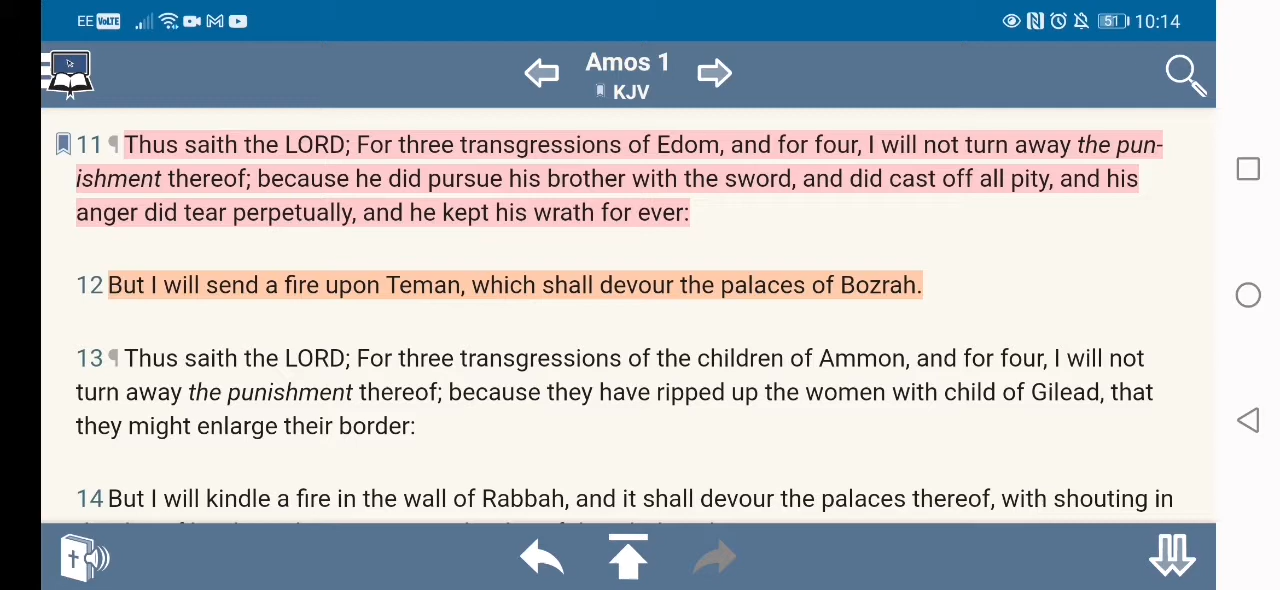 EE VoLTE 51 10:14
Amos 1
KJV
11 ¶ Thus saith the LORD; For three transgressions of Edom, and for four, I will not turn away the pun-
ishment thereof; because he did pursue his brother with the sword, and did cast off all pity, and his
anger did tear perpetually, and he kept his wrath for ever:
12 But I will send a fire upon Teman, which shall devour the palaces of Bozrah.
13 ¶ Thus saith the LORD; For three transgressions of the children of Ammon, and for four, I will not
turn away the punishment thereof; because they have ripped up the women with child of Gilead, that
they might enlarge their border:
14 But I will kindle a fire in the wall of Rabbah, and it shall devour the palaces thereof, with shouting in